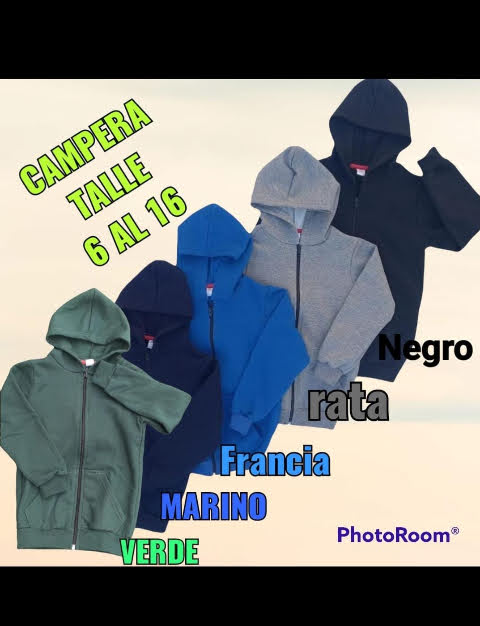 CAMPERA
TALLE
6 AL 16
Negro
rata
Francia
MARINO
VERDE
PhotoRoom®